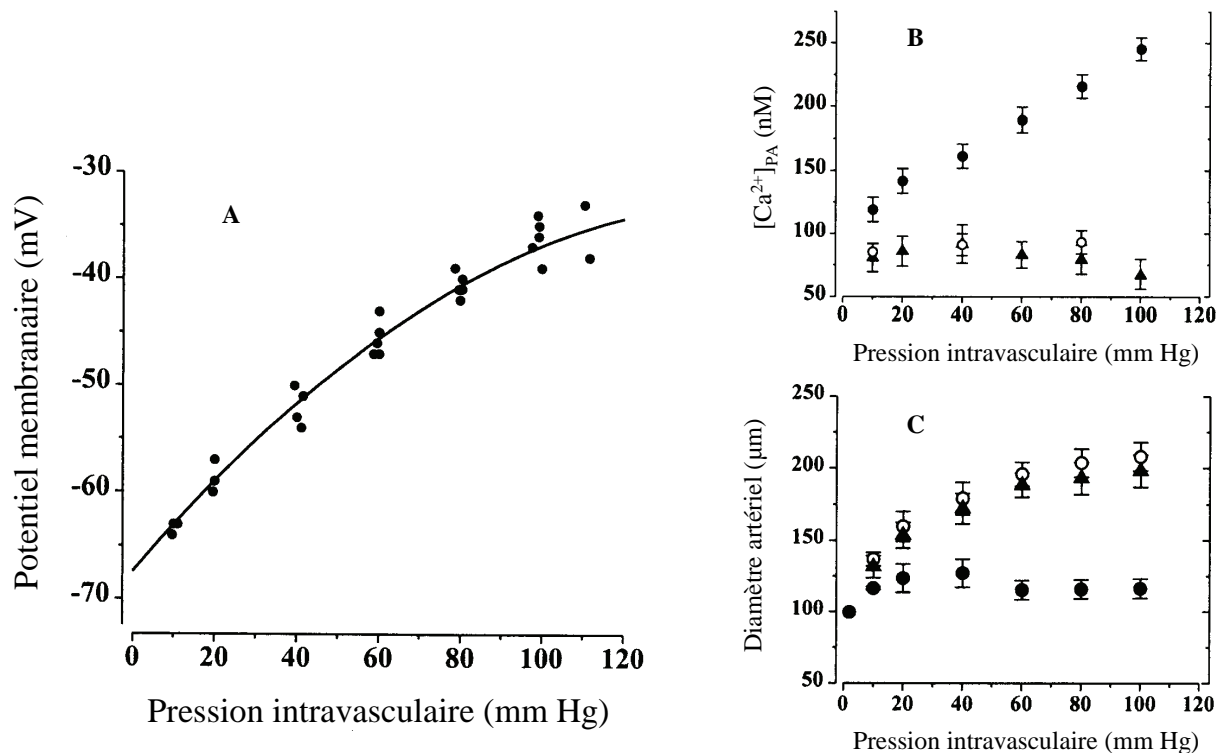 A
Potentiel membranaire (mV)
-30
-40
-50
-60
-70
0 20 40 60 80 100 120
Pression intravasculaire (mm Hg)
B
[Ca²⁺]PA (nM)
250
200
150
100
50
0 20 40 60 80 100 120
Pression intravasculaire (mm Hg)
C
Diamètre artériel (µm)
250
200
150
100
50
0 20 40 60 80 100 120
Pression intravasculaire (mm Hg)